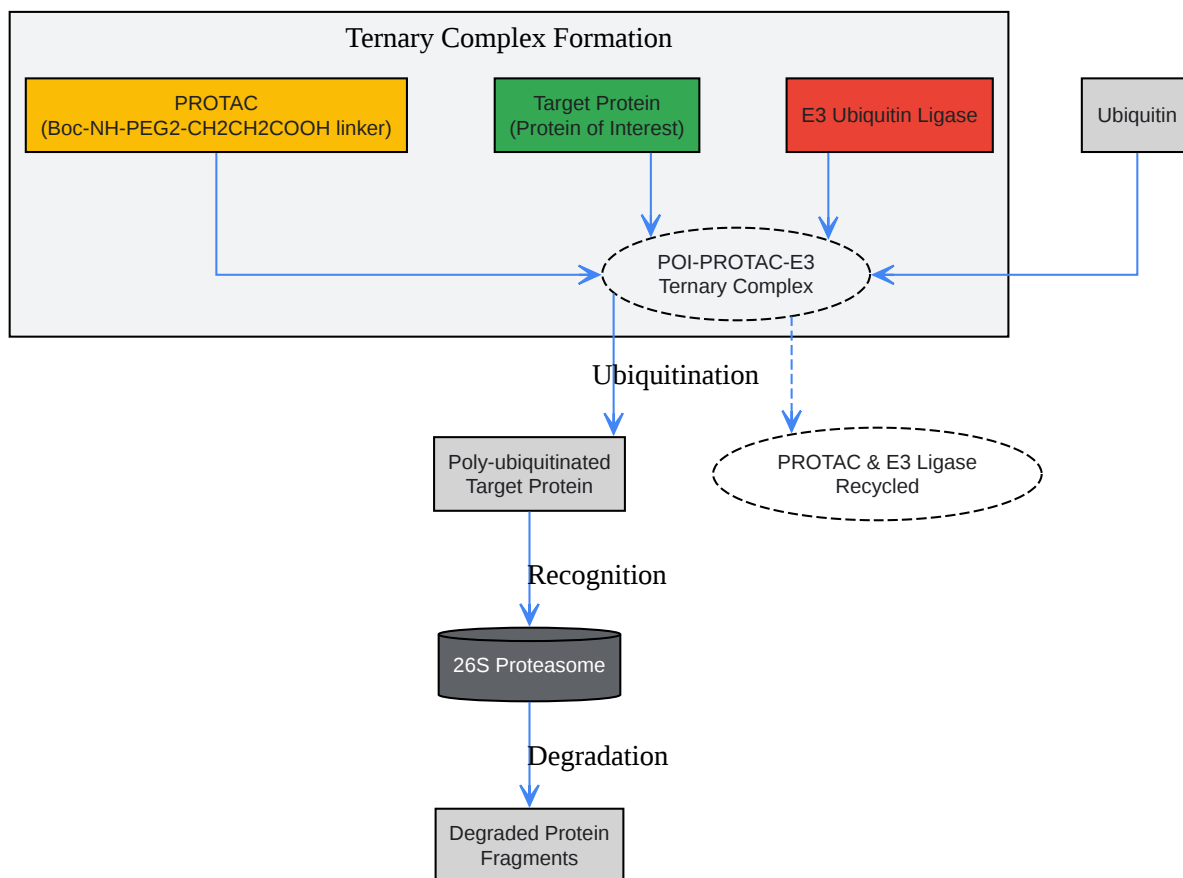 Ternary Complex Formation
PROTAC
(Boc-NH-PEG2-CH2CH2COOH linker)
Target Protein
(Protein of Interest)
E3 Ubiquitin Ligase
Ubiquitin
POI-PROTAC-E3
Ternary Complex
Ubiquitination
Poly-ubiquitinated
Target Protein
PROTAC & E3 Ligase
Recycled
Recognition
26S Proteasome
Degradation
Degraded Protein
Fragments